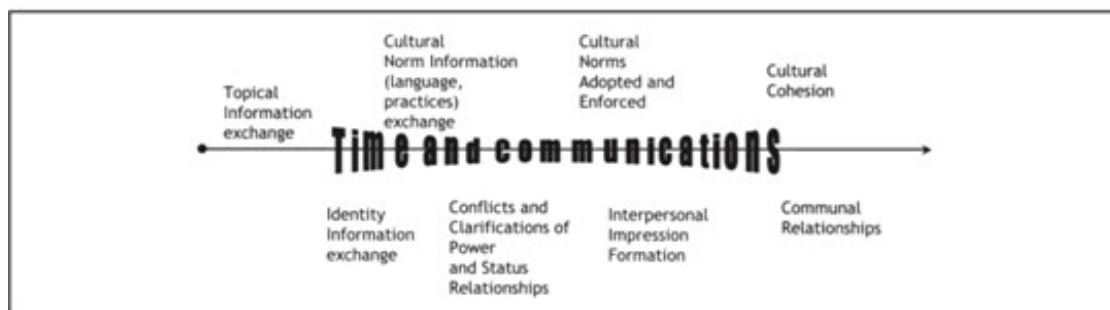 Topical
Information
exchange
Cultural
Norm Information
(language,
practices)
exchange
Cultural
Norms
Adopted and
Enforced
Cultural
Cohesion
Time and communications
Identity
Information
exchange
Conflicts and
Clarifications of
Power
and Status
Relationships
Interpersonal
Impression
Formation
Communal
Relationships